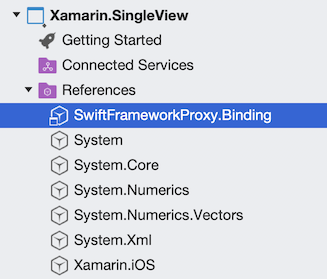 Xamarin.SingleView
Getting Started
Connected Services
References
SwiftFrameworkProxy.Binding
System
System.Core
System.Numerics
System.Numerics.Vectors
System.Xml
Xamarin.iOS